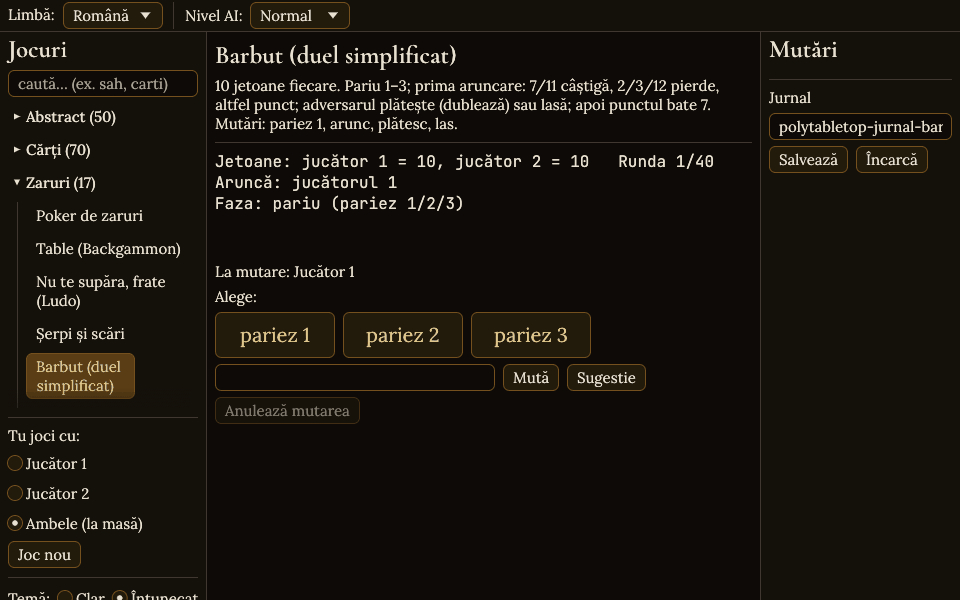 Limbă: Română Nivel AI: Normal
Jocuri
caută... (ex. sah, carti)
Abstract (50)
Cărți (70)
Zaruri (17)
Poker de zaruri
Table (Backgammon)
Nu te supăra, frate
(Ludo)
Șerpi și scări
Barbut (duel
simplificat)
Tu joci cu:
Jucător 1
Jucător 2
Ambele (la masă)
Joc nou
Temă: Clar Întunecat
Barbut (duel simplificat)
10 jetoane fiecare. Pariu 1–3; prima aruncare: 7/11 câștigă, 2/3/12 pierde,
altfel punct; adversarul plătește (dublează) sau lasă; apoi punctul bate 7.
Mutări: pariez 1, arunc, plătesc, las.
Jetoane: jucător 1 = 10, jucător 2 = 10 Runda 1/40
Aruncă: jucătorul 1
Faza: pariu (pariez 1/2/3)
La mutare: Jucător 1
Alege:
pariez 1 pariez 2 pariez 3
Mută Sugestie
Anulează mutarea
Mutări
Jurnal
polytabletop-jurnal-bar
Salvează Încarcă